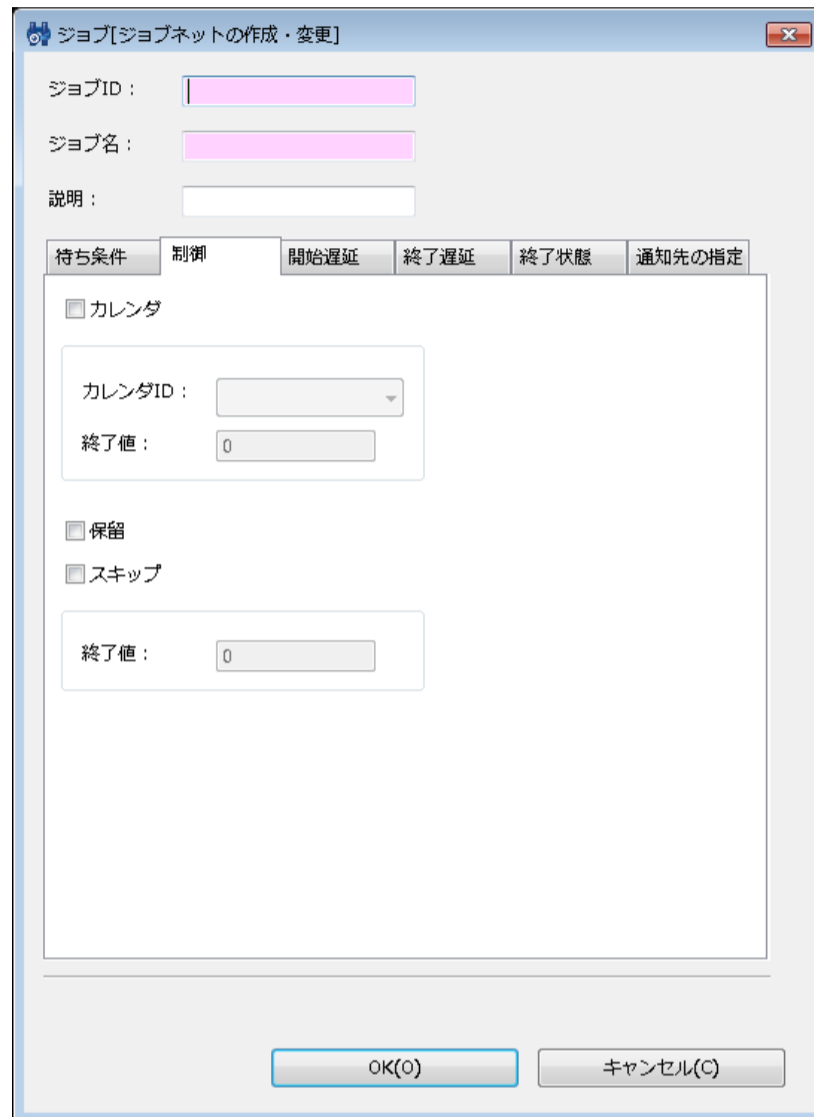 ジョブ[ジョブネットの作成・変更]
ジョブID：
ジョブ名：
説明：
待ち条件 制御 開始遅延 終了遅延 終了状態 通知先の指定
カレンダ
カレンダID：
終了値： 0
保留
スキップ
終了値： 0
OK(O) キャンセル(C)